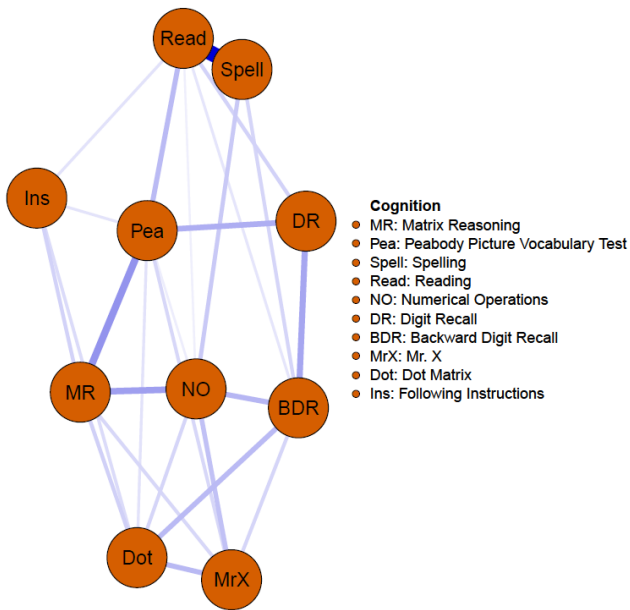 Read
Spell
Ins
Pea
DR
MR
NO
BDR
Dot
MrX
Cognition
MR: Matrix Reasoning
Pea: Peabody Picture Vocabulary Test
Spell: Spelling
Read: Reading
NO: Numerical Operations
DR: Digit Recall
BDR: Backward Digit Recall
MrX: Mr. X
Dot: Dot Matrix
Ins: Following Instructions